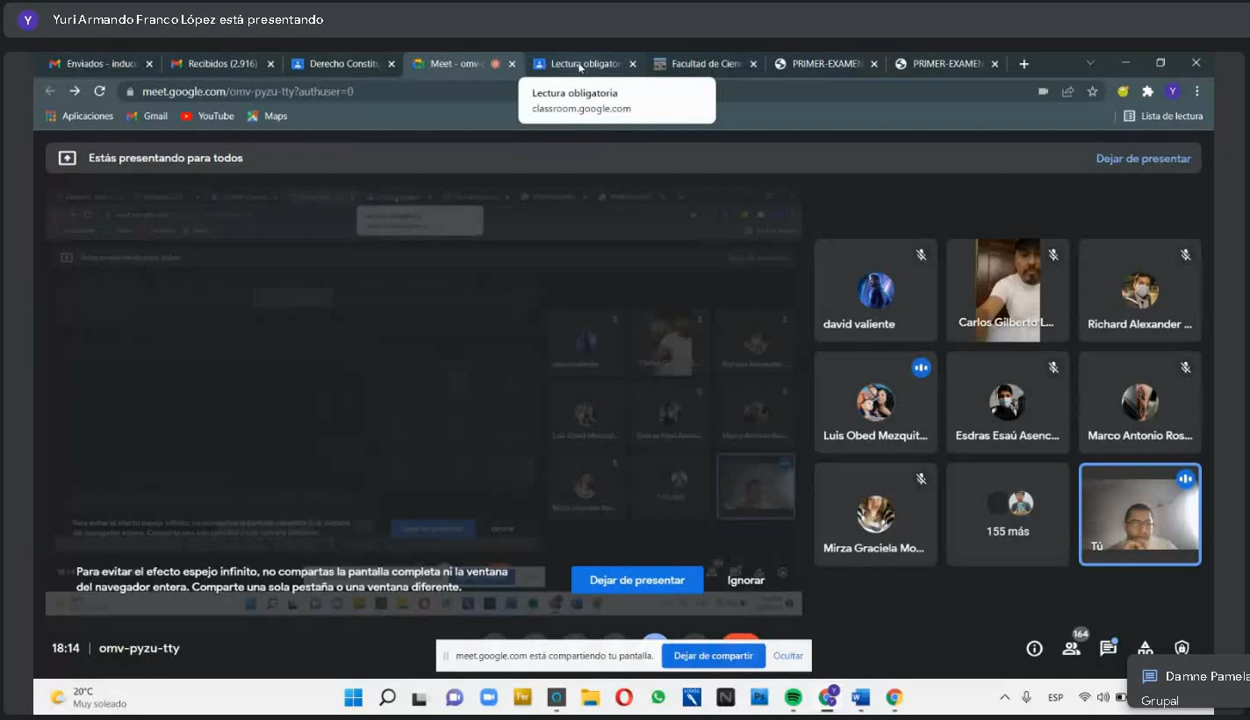 Y Yuri Armando Franco López está presentando
Enviados - induc
Recibidos (2.916)
Derecho Constitu
Meet - omv-
Lectura obligator
Facultad de Cien
PRIMER-EXAMEN
PRIMER-EXAMEN
meet.google.com/omv-pyzu-tty?authuser=0
Y
Lectura obligatoria
classroom.google.com
Aplicaciones
Gmail
YouTube
Maps
Lista de lectura
Estás presentando para todos
Dejar de presentar
david valiente
Carlos Gilberto L...
Richard Alexander ...
Luis Obed Mezquit...
Esdras Esaú Asenc...
Marco Antonio Ros...
Mirza Graciela Mo...
155 más
Tú
Para evitar el efecto espejo infinito, no compartas la pantalla completa ni la ventana
del navegador entera. Comparte una sola pestaña o una ventana diferente.
Dejar de presentar
Ignorar
18:14 | omv-pyzu-tty
meet.google.com está compartiendo tu pantalla.
Dejar de compartir
Ocultar
164
Damne Pamela
Grupal
20°C
Muy soleado
ESP